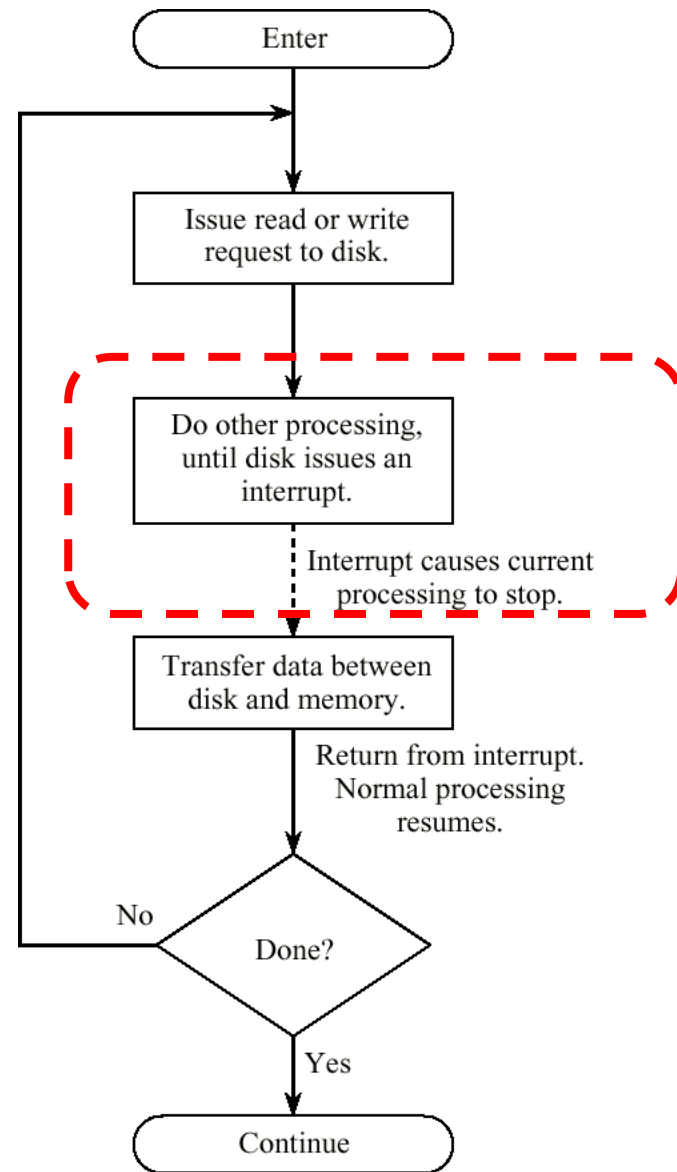 Enter
Issue read or write
request to disk.
Do other processing,
until disk issues an
interrupt.
Interrupt causes current
processing to stop.
Transfer data between
disk and memory.
Return from interrupt.
Normal processing
resumes.
No
Done?
Yes
Continue